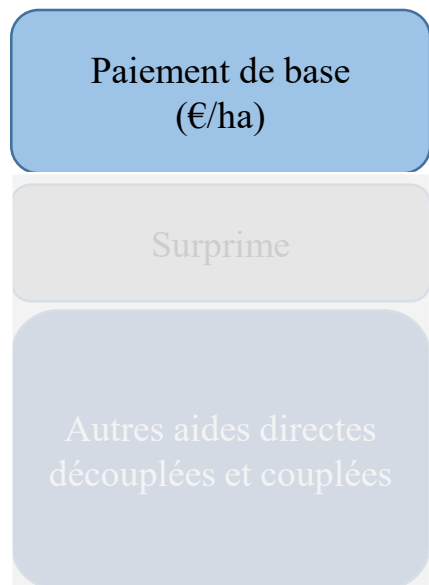 Paiement de base
(€/ha)
Surprime
Autres aides directes
découplées et couplées